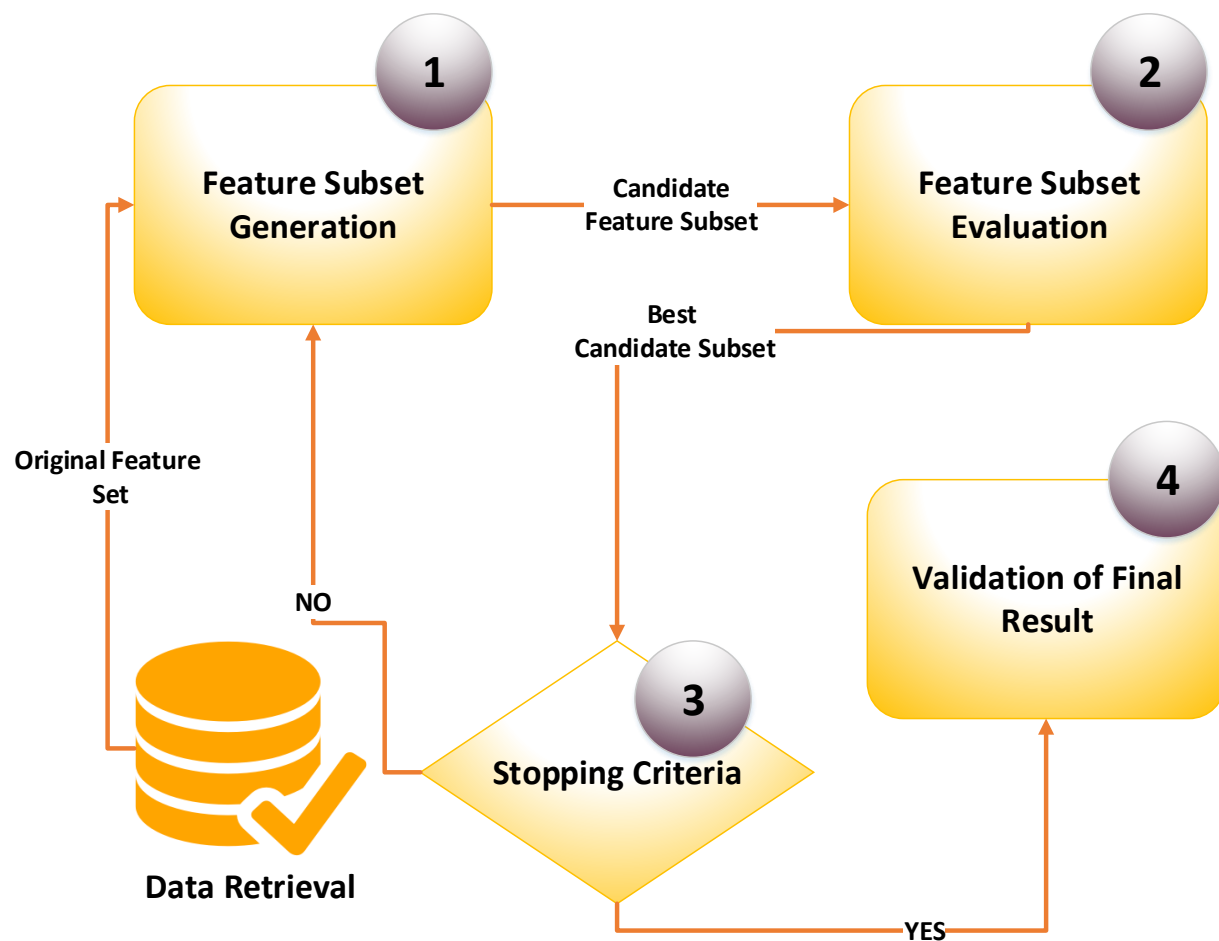 1
Feature Subset
Generation
Candidate
Feature Subset
2
Feature Subset
Evaluation
Best
Candidate Subset
Original Feature
Set
4
Validation of Final
Result
NO
3
Stopping Criteria
Data Retrieval
YES